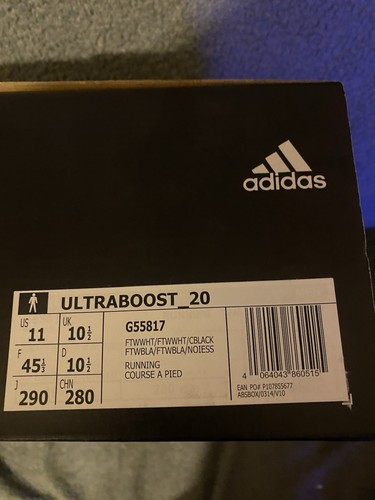 adidas
ULTRABOOST_20
US 11
UK 10½
F 45⅓
D 10½
J 290
CHN 280
G55817
FTWWHT/FTWWHT/CBLACK
FTWBLA/FTWBLA/NOIESS
RUNNING
COURSE A PIED
4 064043 860515
EAN PO# P107855677
ABSBOX/0314/V10